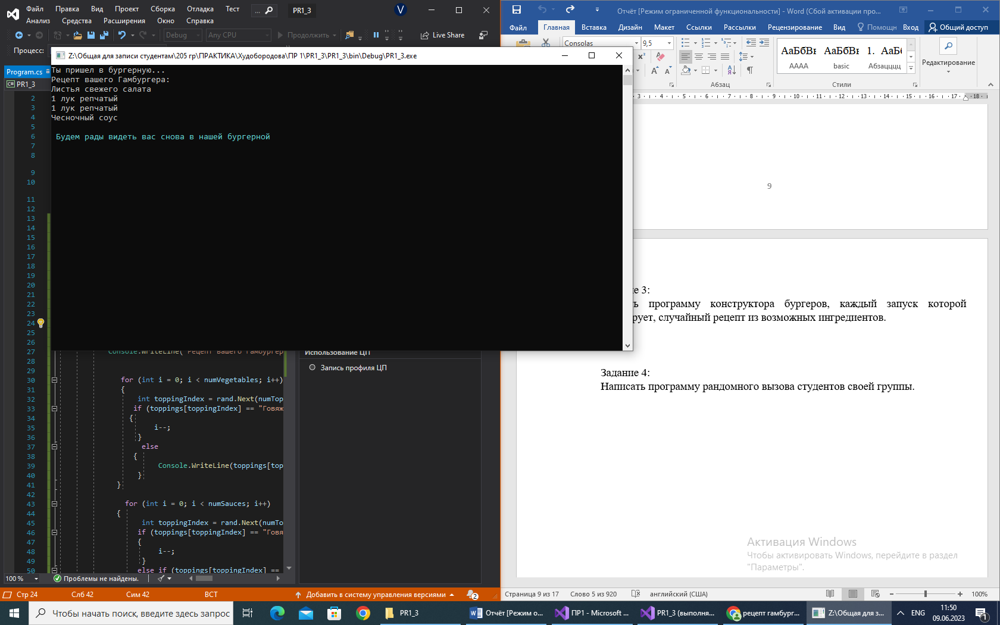 Файл Правка Вид Проект Сборка Отладка Тест ... PR1_3 V
Анализ Средства Расширения Окно Справка
Debug Any CPU Продолжить Live Share
Процесс:
Z:\Общая для записи студентам\205 гр\ПРАКТИКА\Худобородова\ПР 1\PR1_3\PR1_3\bin\Debug\PR1_3.exe
Program.cs
C# PR1_3
Ты пришел в бургерную...
Рецепт вашего Гамбургера:
Листья свежего салата
1 лук репчатый
1 лук репчатый
Чесночный соус
Будем рады видеть вас снова в нашей бургерной
2
3
4
5
6
7
8
9
10
11
12
13
14
15
16
17
18
19
20
21
22
23
24
25
26
27 Console.WriteLine("Рецепт вашего Гамбургер
28
29
30 for (int i = 0; i < numVegetables; i++)
31 {
32 int toppingIndex = rand.Next(numTop
33 if (toppings[toppingIndex] == "Говяж
34 {
35 i--;
36 }
37 else
38 {
39 Console.WriteLine(toppings[top
40 }
41 }
42
43 for (int i = 0; i < numSauces; i++)
44 {
45 int toppingIndex = rand.Next(numTo
46 if (toppings[toppingIndex] == "Говя
47 {
48 i--;
49 }
50 else if (toppings[toppingIndex] ==
Использование ЦП
Запись профиля ЦП
100 % Проблемы не найдены.
Стр 24 Слб 42 Сим 42 ВСТ Добавить в систему управления версиями 2
Отчёт [Режим ограниченной функциональности] - Word (Сбой активации про...
Файл Главная Вставка Дизайн Макет Ссылки Рассылки Рецензирование Вид Помощн Вход Общий доступ
Consolas 9,5
АаБбВı АаБбВı 1. АаБı
AAAA basic Абзацццц
Редактирование
Абзац Стили
3 4 5 6 7 8 9 10 11 12 13 14 15 16 17 18
9
е 3:
ь программу конструктора бургеров, каждый запуск которой
рует, случайный рецепт из возможных ингредиентов.
Задание 4:
Написать программу рандомного вызова студентов своей группы.
Активация Windows
Чтобы активировать Windows, перейдите в раздел
"Параметры".
Страница 9 из 17 Слово 5 из 920 английский (США) 100%
Чтобы начать поиск, введите здесь запрос
PR1_3
Отчёт [Режим о...
ПР1 - Microsoft ...
PR1_3 (выполня...
рецепт гамбург...
Z:\Общая для з...
ENG
11:50
09.06.2023
1